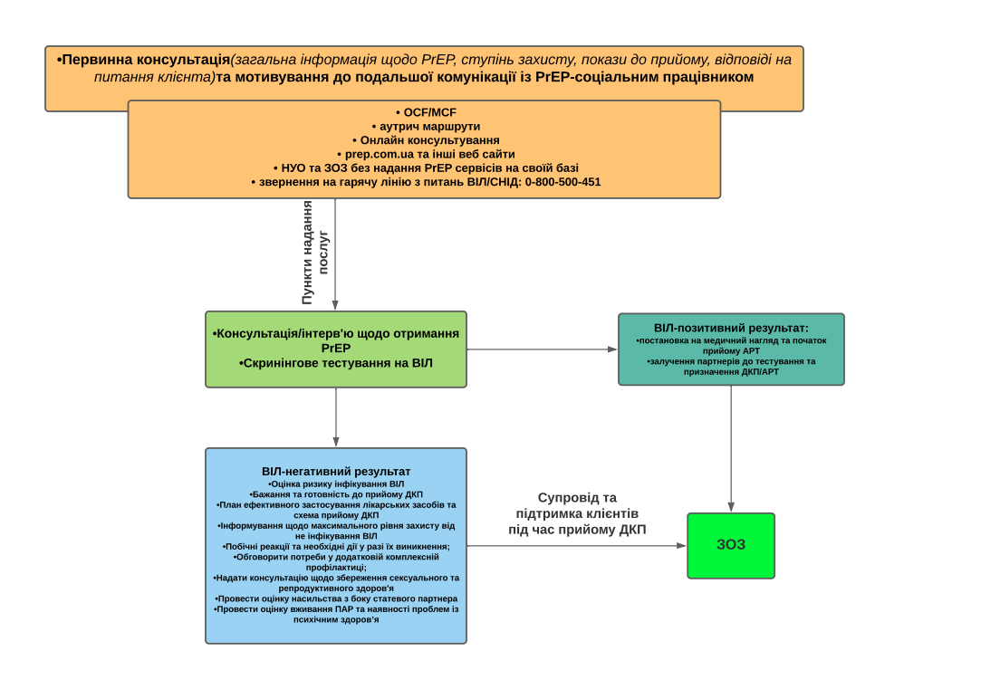 •Первинна консультація(загальна інформація щодо PrEP, ступінь захисту, покази до прийому, відповіді на
питання клієнта)та мотивування до подальшої комунікації із PrEP-соціальним працівником
• OCF/MCF
• аутрич маршрути
• Онлайн консультування
• prep.com.ua та інші веб сайти
• НУО та ЗОЗ без надання PrEP сервісів на своїй базі
• звернення на гарячу лінію з питань ВІЛ/СНІД: 0-800-500-451
Пункти надання
послуг
•Консультація/інтерв'ю щодо отримання
PrEP
•Скринінгове тестування на ВІЛ
ВІЛ-позитивний результат:
•постановка на медичний нагляд та початок
прийому АРТ
•залучення партнерів до тестування та
призначення ДКП/АРТ
ВІЛ-негативний результат
•Оцінка ризику інфікування ВІЛ
•Бажання та готовність до прийому ДКП
•План ефективного застосування лікарських засобів та
схема прийому ДКП
•Інформування щодо максимального рівня захисту від
не інфікування ВІЛ
•Побічні реакції та необхідні дії у разі їх виникнення;
•Обговорити потреби у додатковій комплексній
профілактиці;
•Надати консультацію щодо збереження сексуального та
репродуктивного здоров'я
•Провести оцінку насильства з боку статевого партнера
•Провести оцінку вживання ПАР та наявності проблем із
психічним здоров’я
Супровід та
підтримка клієнтів
під час прийому ДКП
ЗОЗ